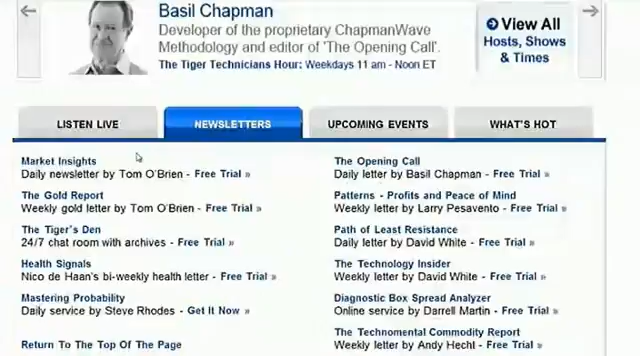 Basil Chapman
Developer of the proprietary ChapmanWave
Methodology and editor of 'The Opening Call'.
The Tiger Technicians Hour: Weekdays 11 am - Noon ET
View All
Hosts, Shows
& Times
LISTEN LIVE
NEWSLETTERS
UPCOMING EVENTS
WHAT'S HOT
Market Insights
Daily newsletter by Tom O'Brien - Free Trial »
The Gold Report
Weekly gold letter by Tom O'Brien - Free Trial »
The Tiger's Den
24/7 chat room with archives - Free Trial »
Health Signals
Nico de Haan's bi-weekly health letter - Free Trial »
Mastering Probability
Daily service by Steve Rhodes - Get It Now »
Return To The Top Of The Page
The Opening Call
Daily letter by Basil Chapman - Free Trial »
Patterns - Profits and Peace of Mind
Weekly letter by Larry Pesavento - Free Trial »
Path of Least Resistance
Daily letter by David White - Free Trial »
The Technology Insider
Weekly letter by David White - Free Trial »
Diagnostic Box Spread Analyzer
Online service by Darrell Martin - Free Trial »
The Technomental Commodity Report
Weekly letter by Andy Hecht - Free Trial »